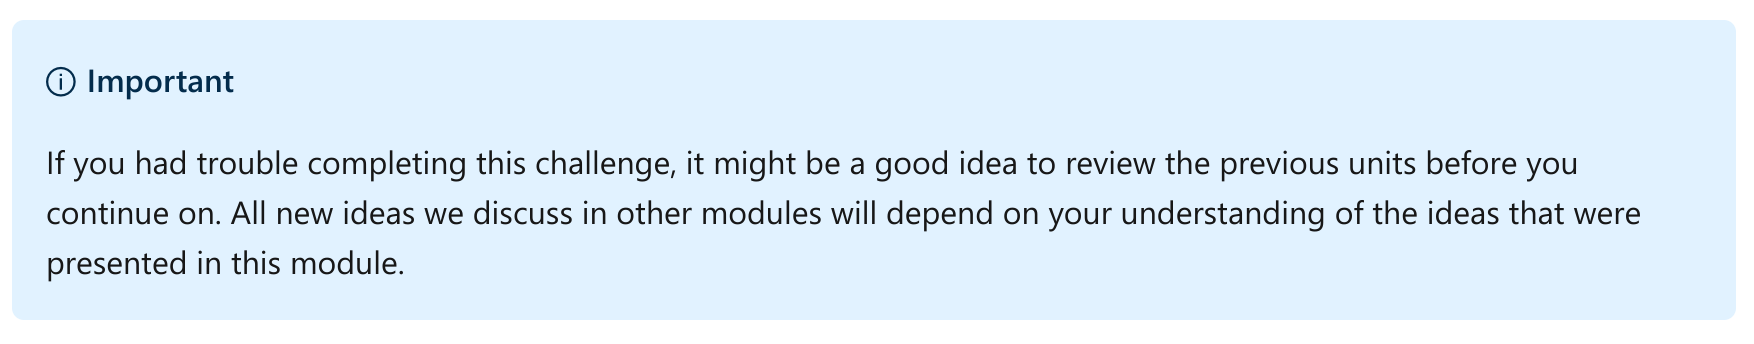 Important
If you had trouble completing this challenge, it might be a good idea to review the previous units before you
continue on. All new ideas we discuss in other modules will depend on your understanding of the ideas that were
presented in this module.